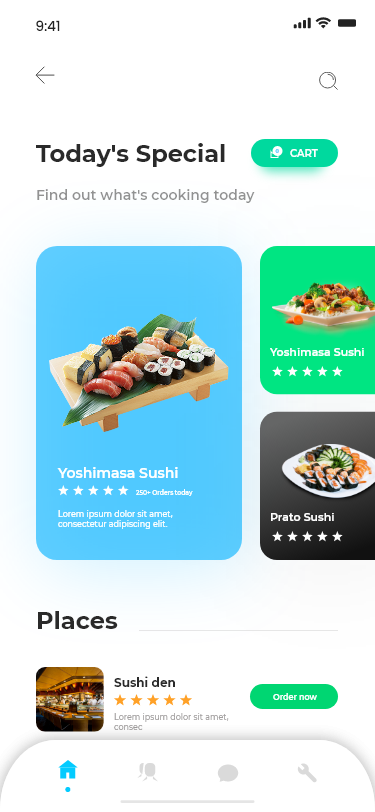 9:41
Today's Special
CART
Find out what's cooking today
Yoshimasa Sushi
250+ Orders today
Lorem ipsum dolor sit amet,
consectetur adipiscing elit.
Yoshimasa Sushi
Prato Sushi
Places
Sushi den
Order now
Lorem ipsum dolor sit amet,
consec